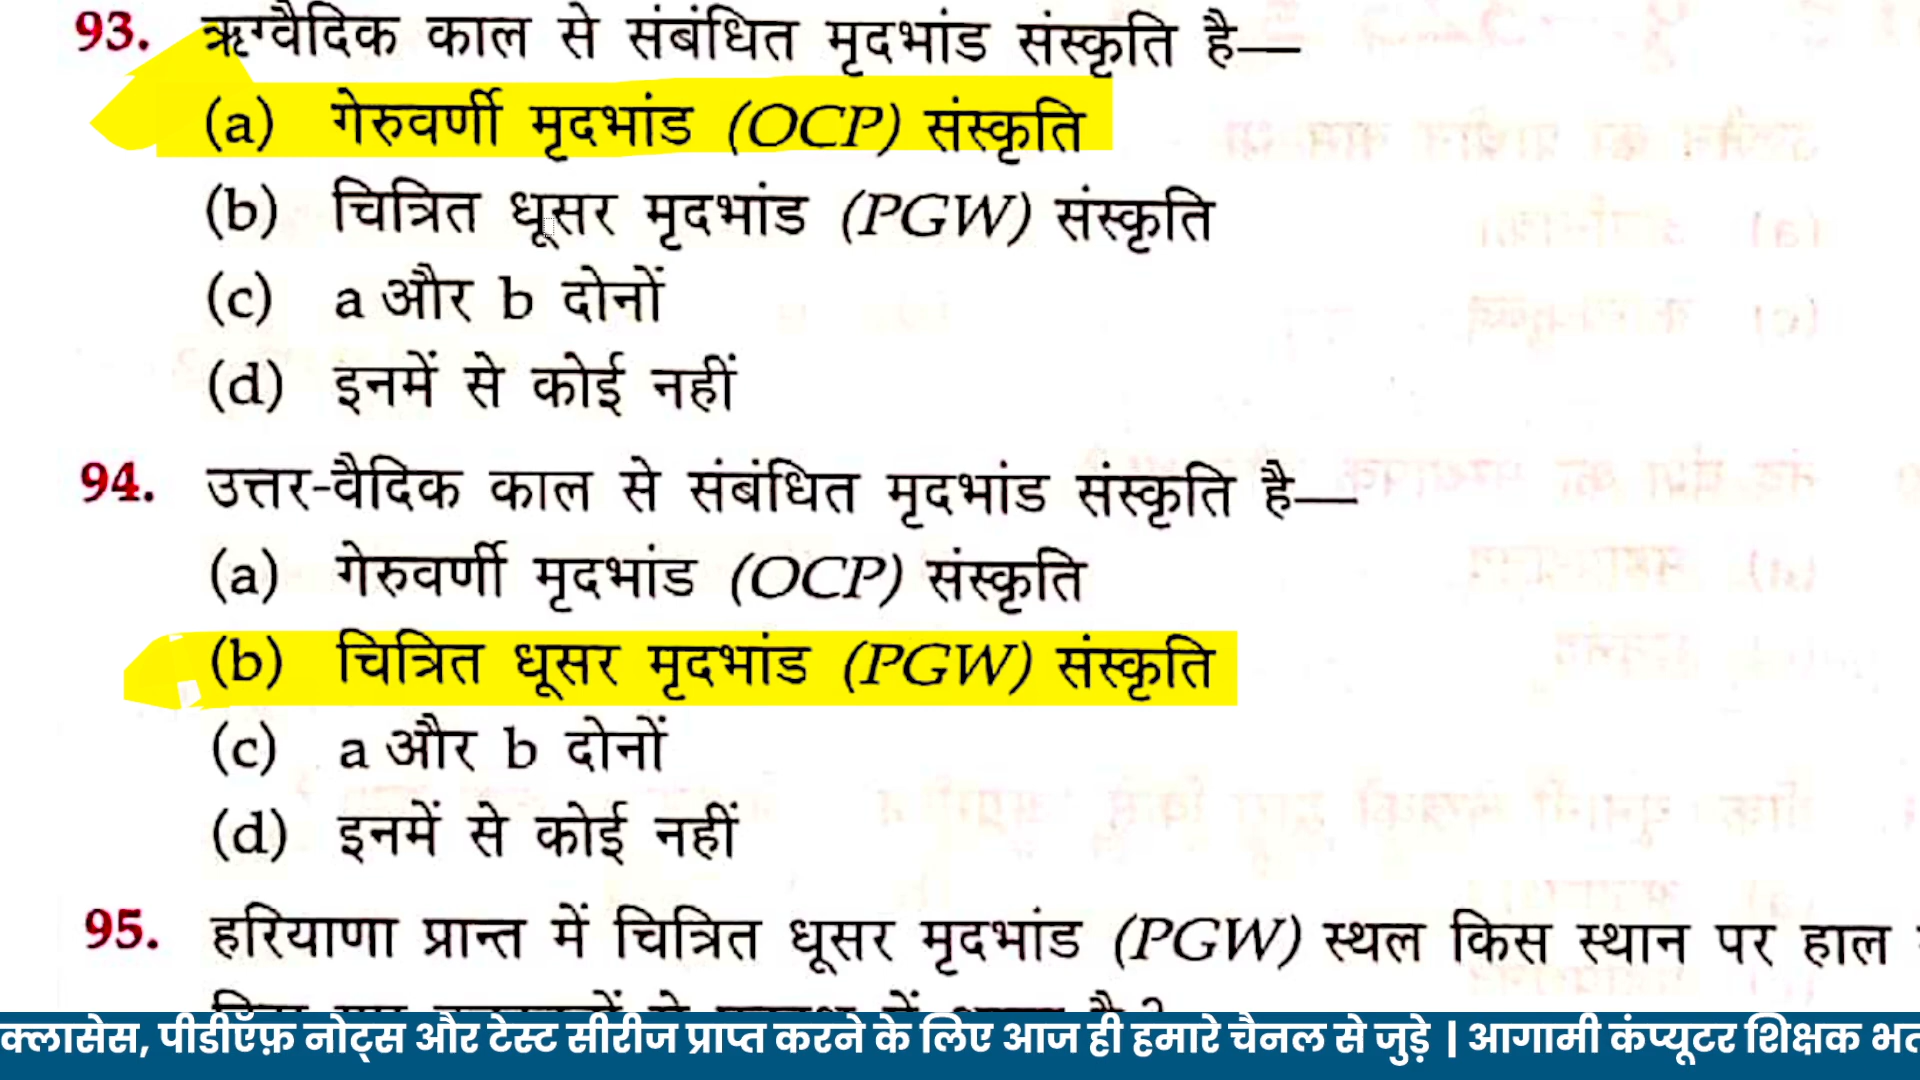 93. ऋग्वैदिक काल से संबंधित मृदभांड संस्कृति है—
(a) गेरुवर्णी मृदभांड (OCP) संस्कृति
(b) चित्रित धूसर मृदभांड (PGW) संस्कृति
(c) a और b दोनों
(d) इनमें से कोई नहीं
94. उत्तर-वैदिक काल से संबंधित मृदभांड संस्कृति है—
(a) गेरुवर्णी मृदभांड (OCP) संस्कृति
(b) चित्रित धूसर मृदभांड (PGW) संस्कृति
(c) a और b दोनों
(d) इनमें से कोई नहीं
95. हरियाणा प्रान्त में चित्रित धूसर मृदभांड (PGW) स्थल किस स्थान पर हाल
क्लासेस, पीडीएँफ़ नोट्स और टेस्ट सीरीज प्राप्त करने के लिए आज ही हमारे चैनल से जुड़े | आगामी कंप्यूटर शिक्षक